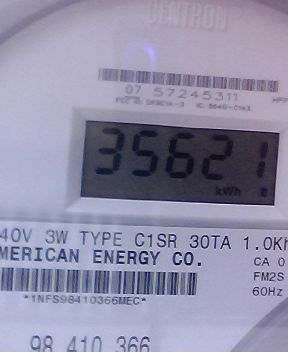 CENTRON
07 57245311
35621
kWh
40V 3W TYPE C1SR 30TA 1.0Kh
MERICAN ENERGY CO.
CA 0
FM2S
60Hz
*1NFS98410366MEC*
98 410 366